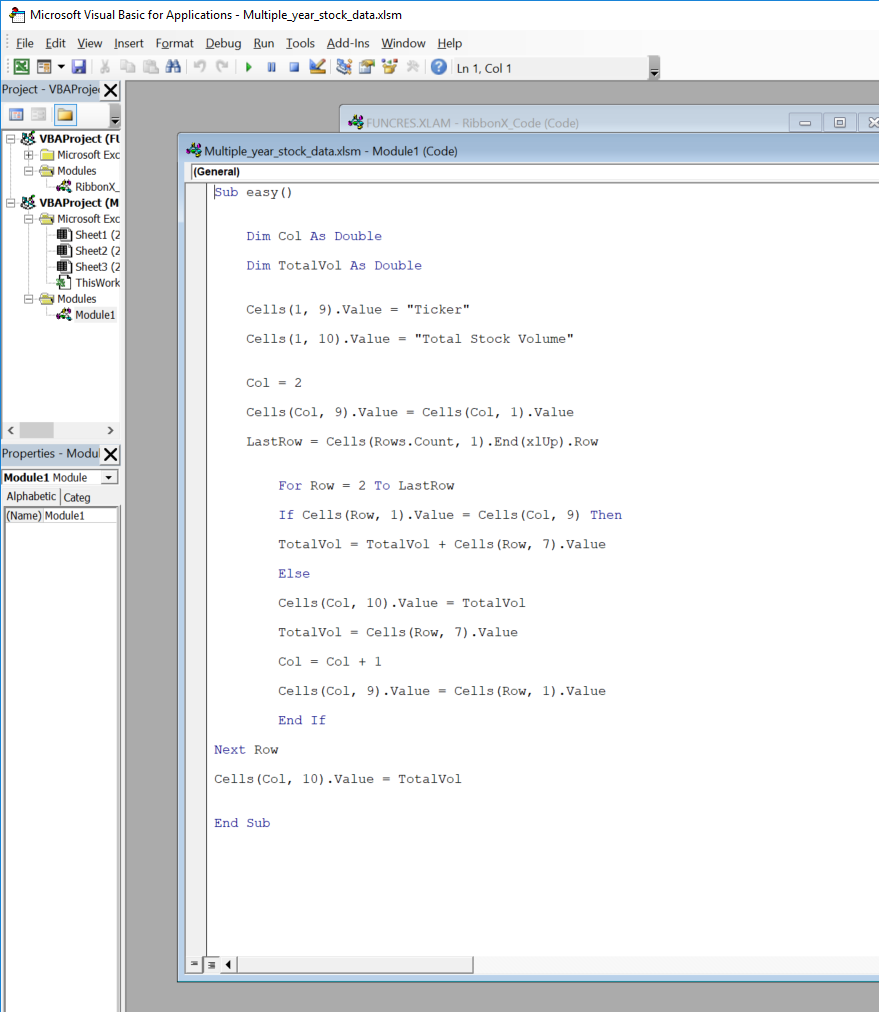 Microsoft Visual Basic for Applications - Multiple_year_stock_data.xlsm
File Edit View Insert Format Debug Run Tools Add-Ins Window Help
Ln 1, Col 1
Project - VBAProje
VBAProject (FU
Microsoft Exc
Modules
RibbonX_
VBAProject (M
Microsoft Exc
Sheet1 (2
Sheet2 (2
Sheet3 (2
ThisWork
Modules
Module1
Properties - Modu
Module1 Module
Alphabetic Categ
(Name) Module1
FUNCRES.XLAM - RibbonX_Code (Code)
Multiple_year_stock_data.xlsm - Module1 (Code)
(General)
Sub easy()
Dim Col As Double
Dim TotalVol As Double
Cells(1, 9).Value = "Ticker"
Cells(1, 10).Value = "Total Stock Volume"
Col = 2
Cells(Col, 9).Value = Cells(Col, 1).Value
LastRow = Cells(Rows.Count, 1).End(xlUp).Row
For Row = 2 To LastRow
If Cells(Row, 1).Value = Cells(Col, 9) Then
TotalVol = TotalVol + Cells(Row, 7).Value
Else
Cells(Col, 10).Value = TotalVol
TotalVol = Cells(Row, 7).Value
Col = Col + 1
Cells(Col, 9).Value = Cells(Row, 1).Value
End If
Next Row
Cells(Col, 10).Value = TotalVol
End Sub